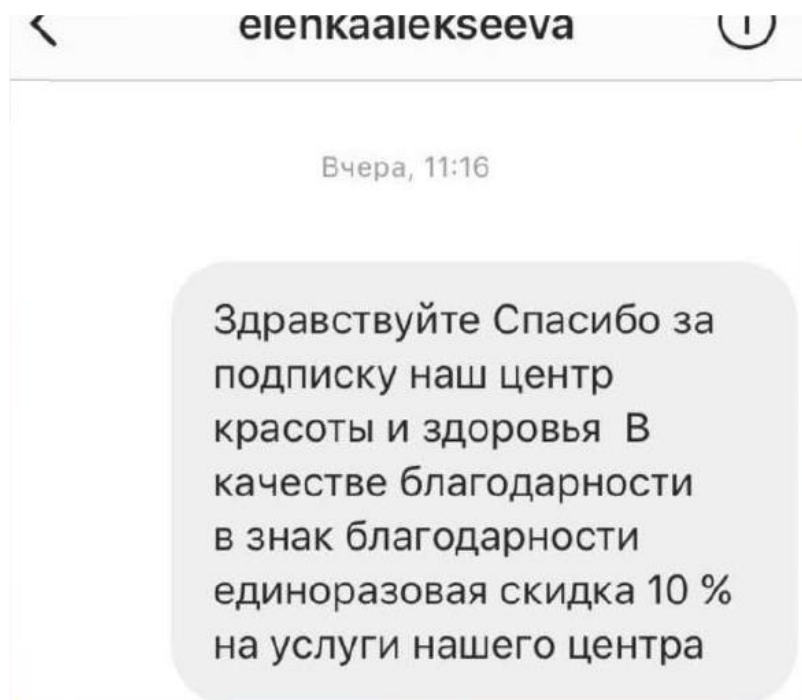 elenkaalekseeva
Вчера, 11:16
Здравствуйте Спасибо за
подписку наш центр
красоты и здоровья В
качестве благодарности
в знак благодарности
единоразовая скидка 10 %
на услуги нашего центра